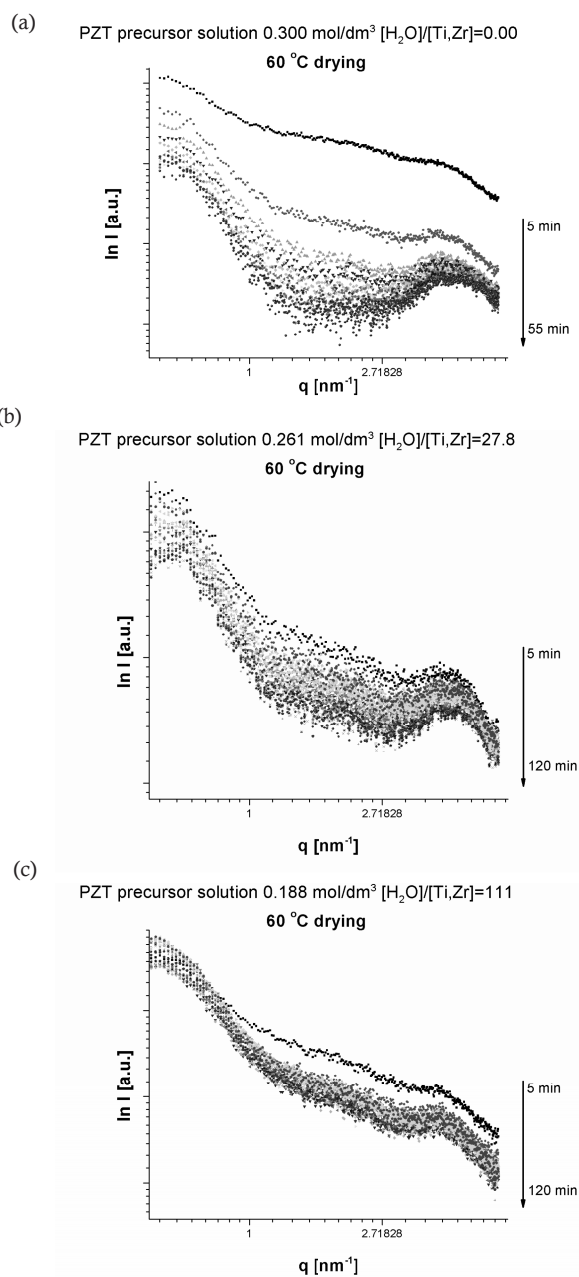 (a)
PZT precursor solution 0.300 mol/dm³ [H₂O]/[Ti,Zr]=0.00
60 °C drying
ln I [a.u.]
5 min
55 min
1
2.71828
q [nm⁻¹]
(b)
PZT precursor solution 0.261 mol/dm³ [H₂O]/[Ti,Zr]=27.8
60 °C drying
ln I [a.u.]
5 min
120 min
1
2.71828
q [nm⁻¹]
(c)
PZT precursor solution 0.188 mol/dm³ [H₂O]/[Ti,Zr]=111
60 °C drying
ln I [a.u.]
5 min
120 min
1
2.71828
q [nm⁻¹]